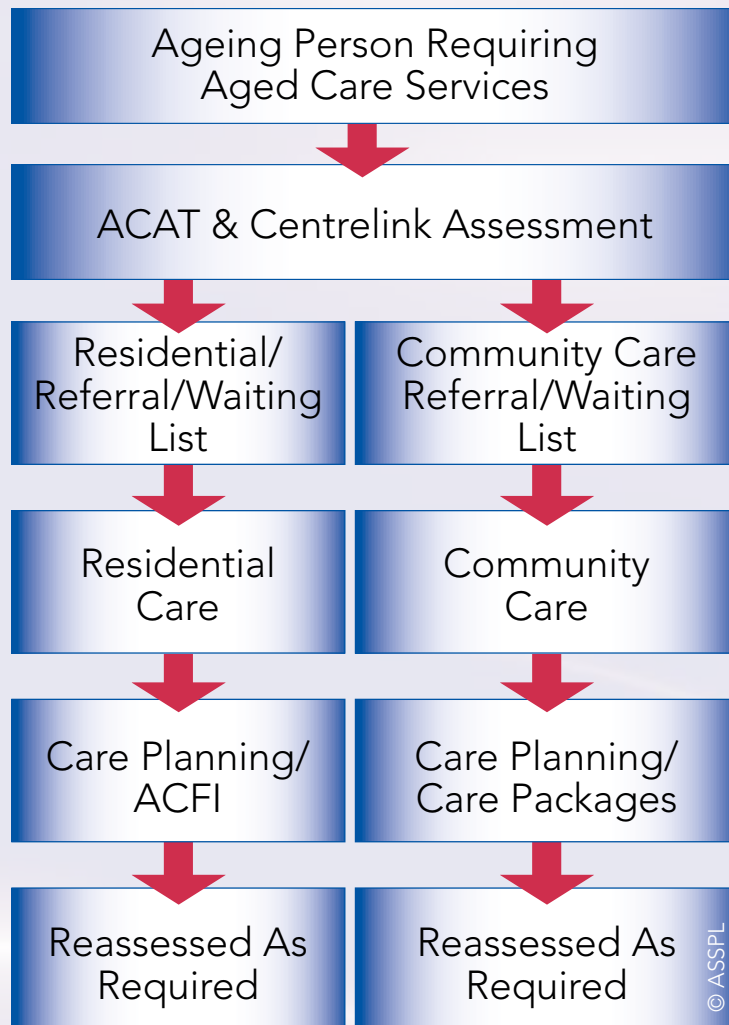 Ageing Person Requiring
Aged Care Services
ACAT & Centrelink Assessment
Residential/
Referral/Waiting
List
Community Care
Referral/Waiting
List
Residential
Care
Community
Care
Care Planning/
ACFI
Care Planning/
Care Packages
Reassessed As
Required
Reassessed As
Required
© ASSPL